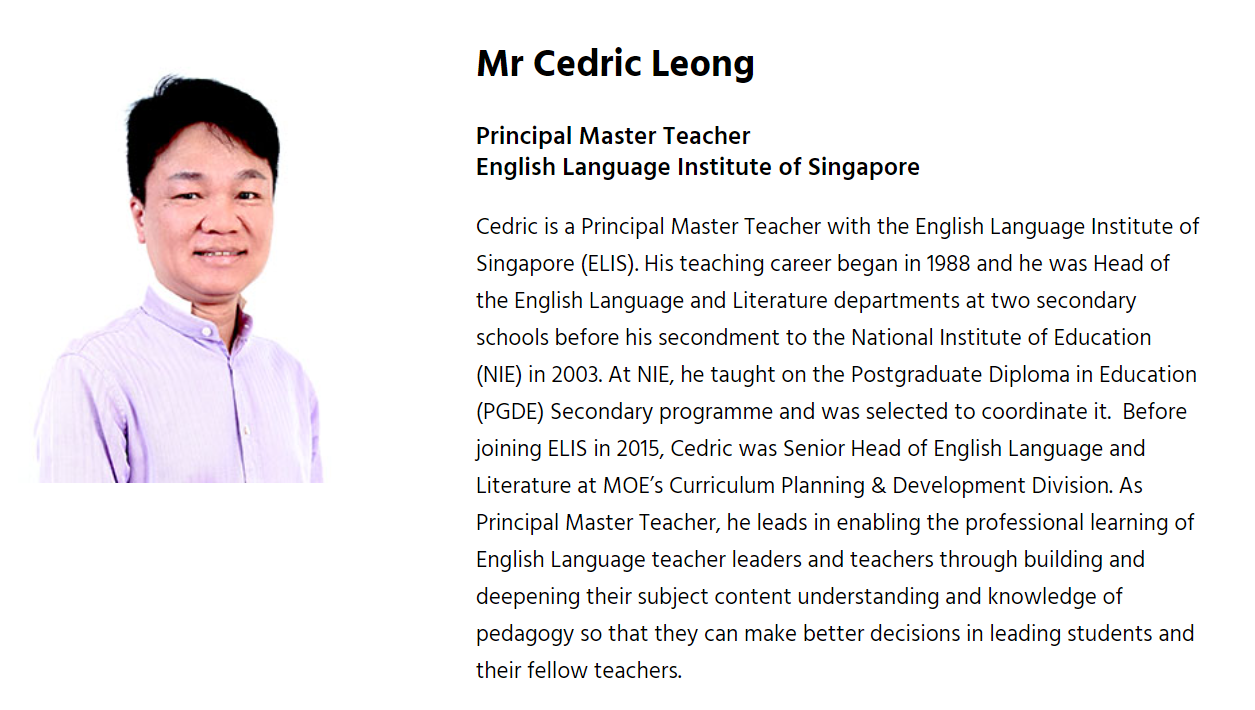 Mr Cedric Leong
Principal Master Teacher
English Language Institute of Singapore
Cedric is a Principal Master Teacher with the English Language Institute of
Singapore (ELIS). His teaching career began in 1988 and he was Head of
the English Language and Literature departments at two secondary
schools before his secondment to the National Institute of Education
(NIE) in 2003. At NIE, he taught on the Postgraduate Diploma in Education
(PGDE) Secondary programme and was selected to coordinate it.  Before
joining ELIS in 2015, Cedric was Senior Head of English Language and
Literature at MOE’s Curriculum Planning & Development Division. As
Principal Master Teacher, he leads in enabling the professional learning of
English Language teacher leaders and teachers through building and
deepening their subject content understanding and knowledge of
pedagogy so that they can make better decisions in leading students and
their fellow teachers.